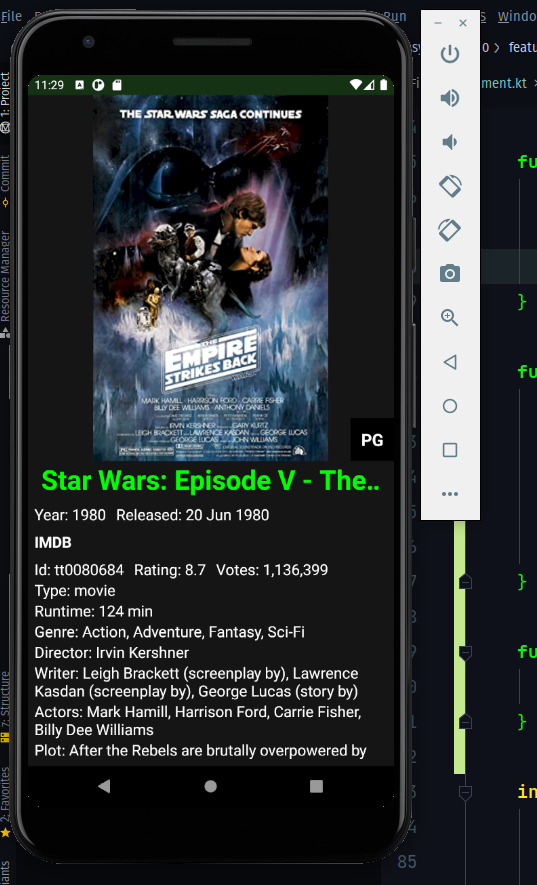 File
Run
S Window
1: Project
Commit
Resource Manager
7: Structure
2: Favorites
iants
0 > featu
Fi
ment.kt
11:29
THE STAR WARS SAGA CONTINUES
THE
EMPIRE
STRIKES BACK
MARK HAMILL · HARRISON FORD · CARRIE FISHER
BILLY DEE WILLIAMS · ANTHONY DANIELS
IRVIN KERSHNER GARY KURTZ
LEIGH BRACKETT LAWRENCE KASDAN GEORGE LUCAS
GEORGE LUCAS JOHN WILLIAMS
PG
Star Wars: Episode V - The..
Year: 1980 Released: 20 Jun 1980
IMDB
Id: tt0080684 Rating: 8.7 Votes: 1,136,399
Type: movie
Runtime: 124 min
Genre: Action, Adventure, Fantasy, Sci-Fi
Director: Irvin Kershner
Writer: Leigh Brackett (screenplay by), Lawrence
Kasdan (screenplay by), George Lucas (story by)
Actors: Mark Hamill, Harrison Ford, Carrie Fisher,
Billy Dee Williams
Plot: After the Rebels are brutally overpowered by
fu
}
fu
}
fu
}
in
85